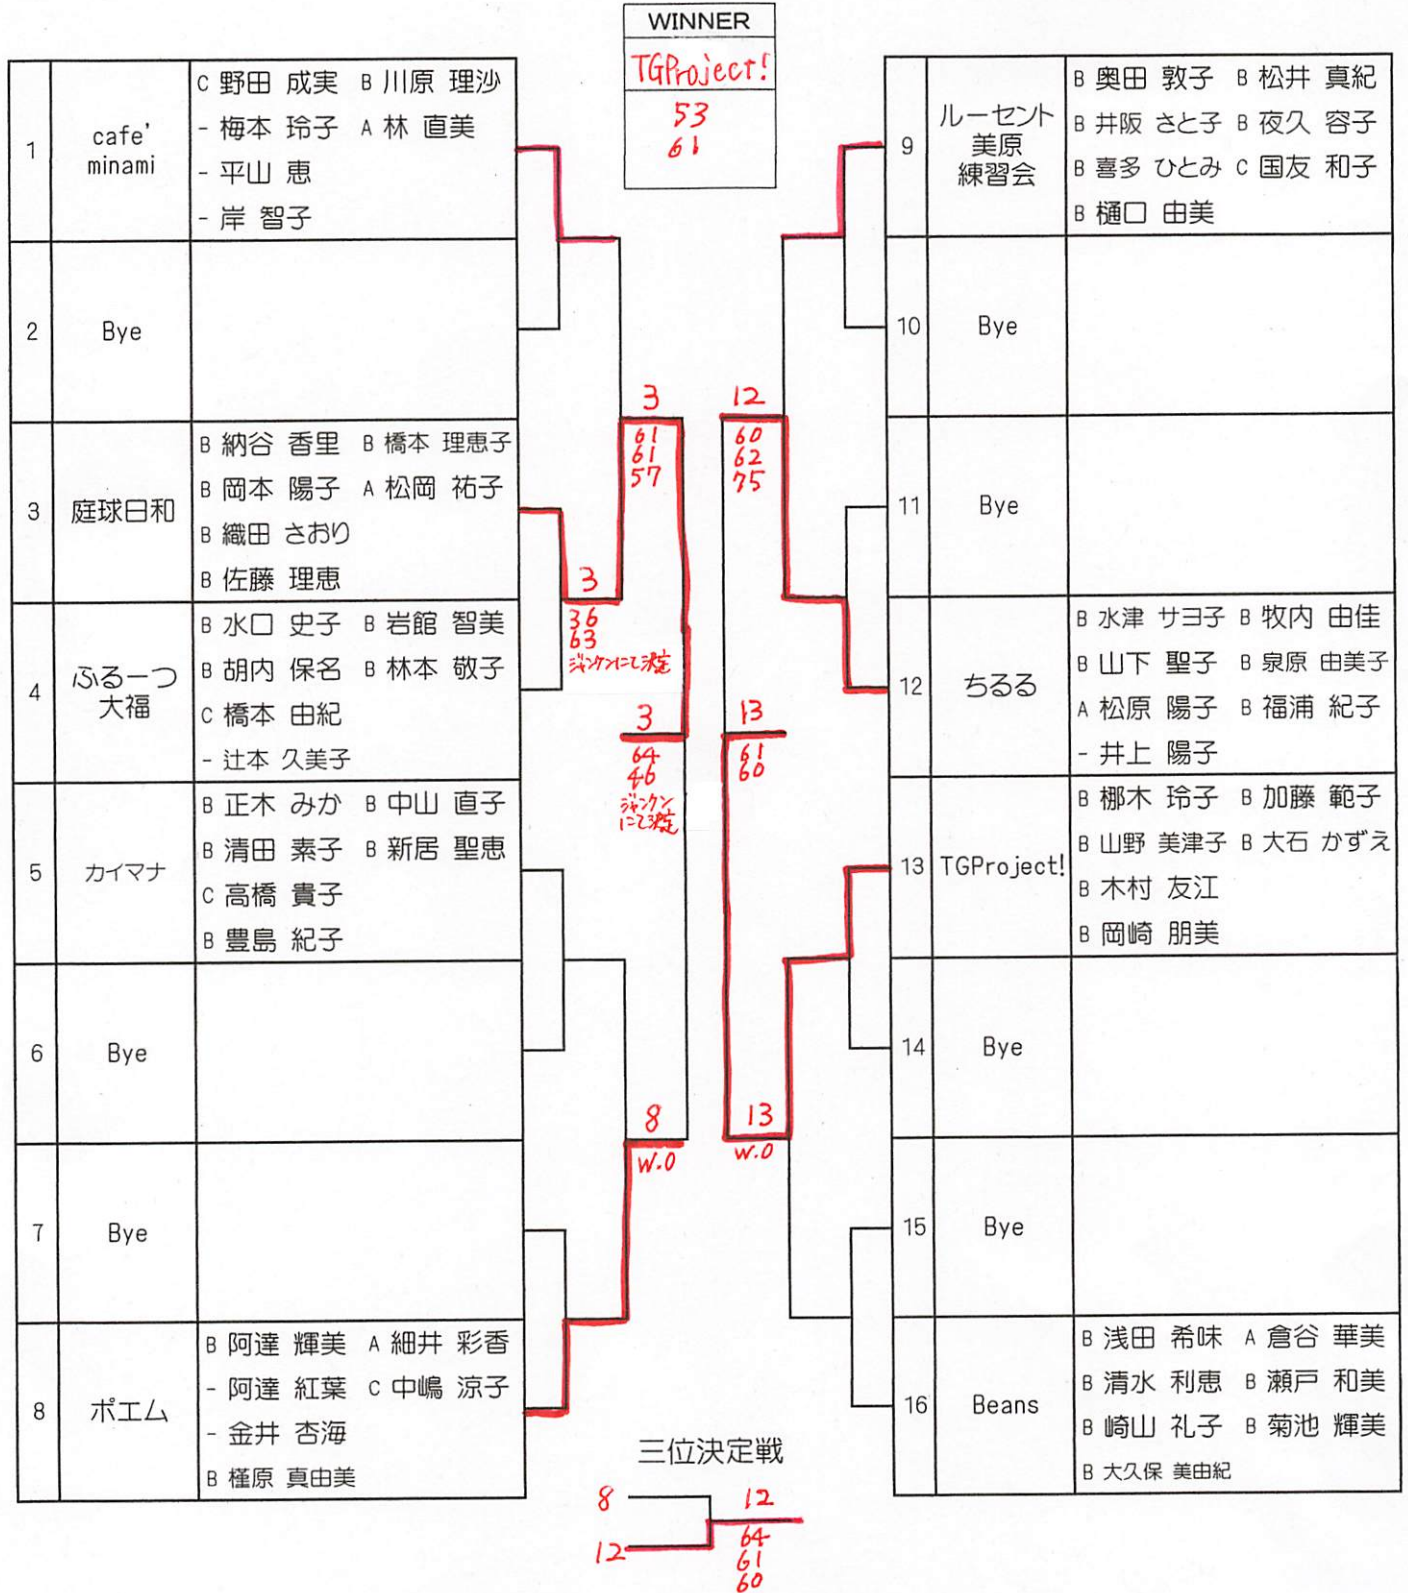 WINNER
TGProject!
53
61
1
cafe'
minami
C 野田 成実 B 川原 理沙
- 梅本 玲子 A 林 直美
- 平山 恵
- 岸 智子
2
Bye
3
庭球日和
B 納谷 香里 B 橋本 理恵子
B 岡本 陽子 A 松岡 祐子
B 織田 さおり
B 佐藤 理恵
4
ふるーつ
大福
B 水口 史子 B 岩館 智美
B 胡内 保名 B 林本 敬子
C 橋本 由紀
- 辻本 久美子
5
カイマナ
B 正木 みか B 中山 直子
B 清田 素子 B 新居 聖恵
C 高橋 貴子
B 豊島 紀子
6
Bye
7
Bye
8
ポエム
B 阿達 輝美 A 細井 彩香
- 阿達 紅葉 C 中嶋 涼子
- 金井 杏海
B 槿原 真由美
3
36
63
ジャンケンにて決定
3
61
61
57
3
64
46
ジャンケン
にて決定
8
W.O
12
60
62
75
13
61
60
13
W.O
9
ルーセント
美原
練習会
B 奥田 敦子 B 松井 真紀
B 井阪 さと子 B 夜久 容子
B 喜多 ひとみ C 国友 和子
B 樋口 由美
10
Bye
11
Bye
12
ちるる
B 水津 サヨ子 B 牧内 由佳
B 山下 聖子 B 泉原 由美子
A 松原 陽子 B 福浦 紀子
- 井上 陽子
13
TGProject!
B 梛木 玲子 B 加藤 範子
B 山野 美津子 B 大石 かずえ
B 木村 友江
B 岡崎 朋美
14
Bye
15
Bye
16
Beans
B 浅田 希味 A 倉谷 華美
B 清水 利恵 B 瀬戸 和美
B 崎山 礼子 B 菊池 輝美
B 大久保 美由紀
三位決定戦
8
12
12
64
61
60